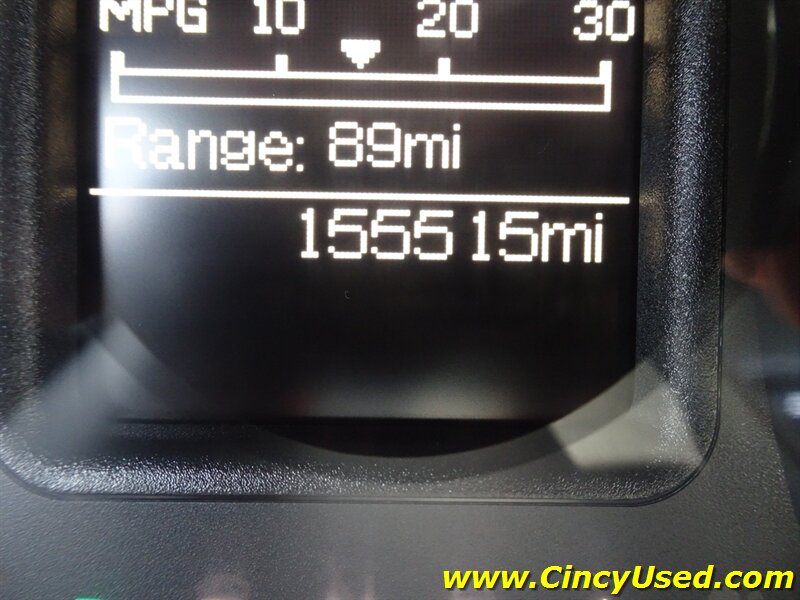 MPG 10 20 30
Range: 89mi
155515mi
www.CincyUsed.com